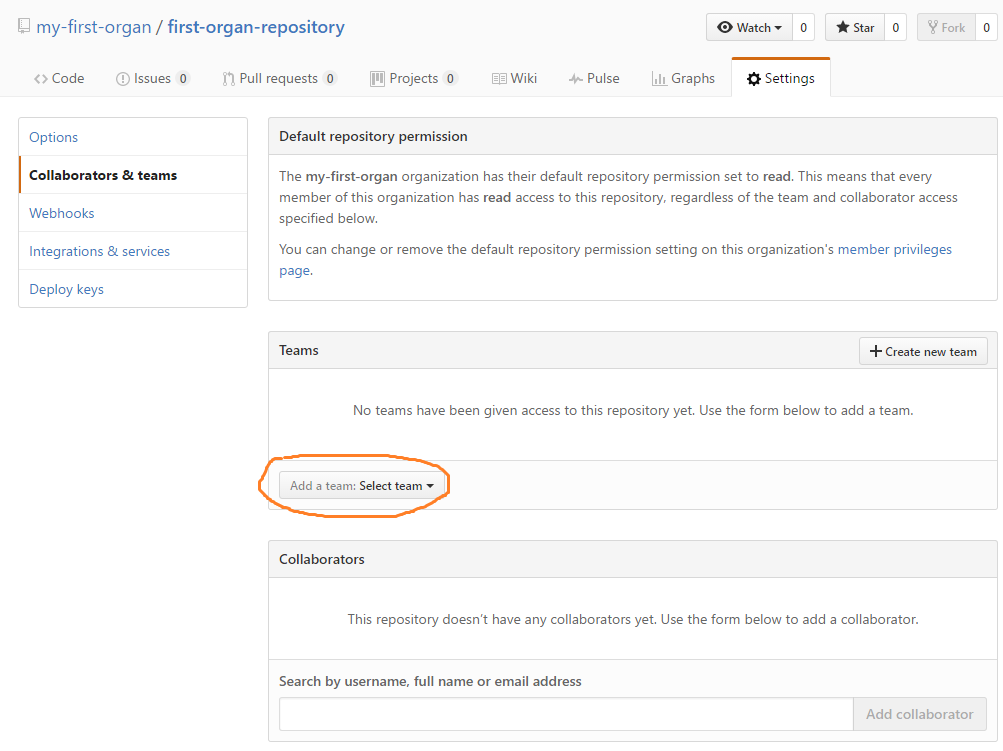 my-first-organ / first-organ-repository
Watch 0 Star 0 Fork 0
Code Issues 0 Pull requests 0 Projects 0 Wiki Pulse Graphs Settings
Options
Collaborators & teams
Webhooks
Integrations & services
Deploy keys
Default repository permission
The my-first-organ organization has their default repository permission set to read. This means that every
member of this organization has read access to this repository, regardless of the team and collaborator access
specified below.
You can change or remove the default repository permission setting on this organization's member privileges
page.
Teams
Create new team
No teams have been given access to this repository yet. Use the form below to add a team.
Add a team: Select team
Collaborators
This repository doesn't have any collaborators yet. Use the form below to add a collaborator.
Search by username, full name or email address
Add collaborator